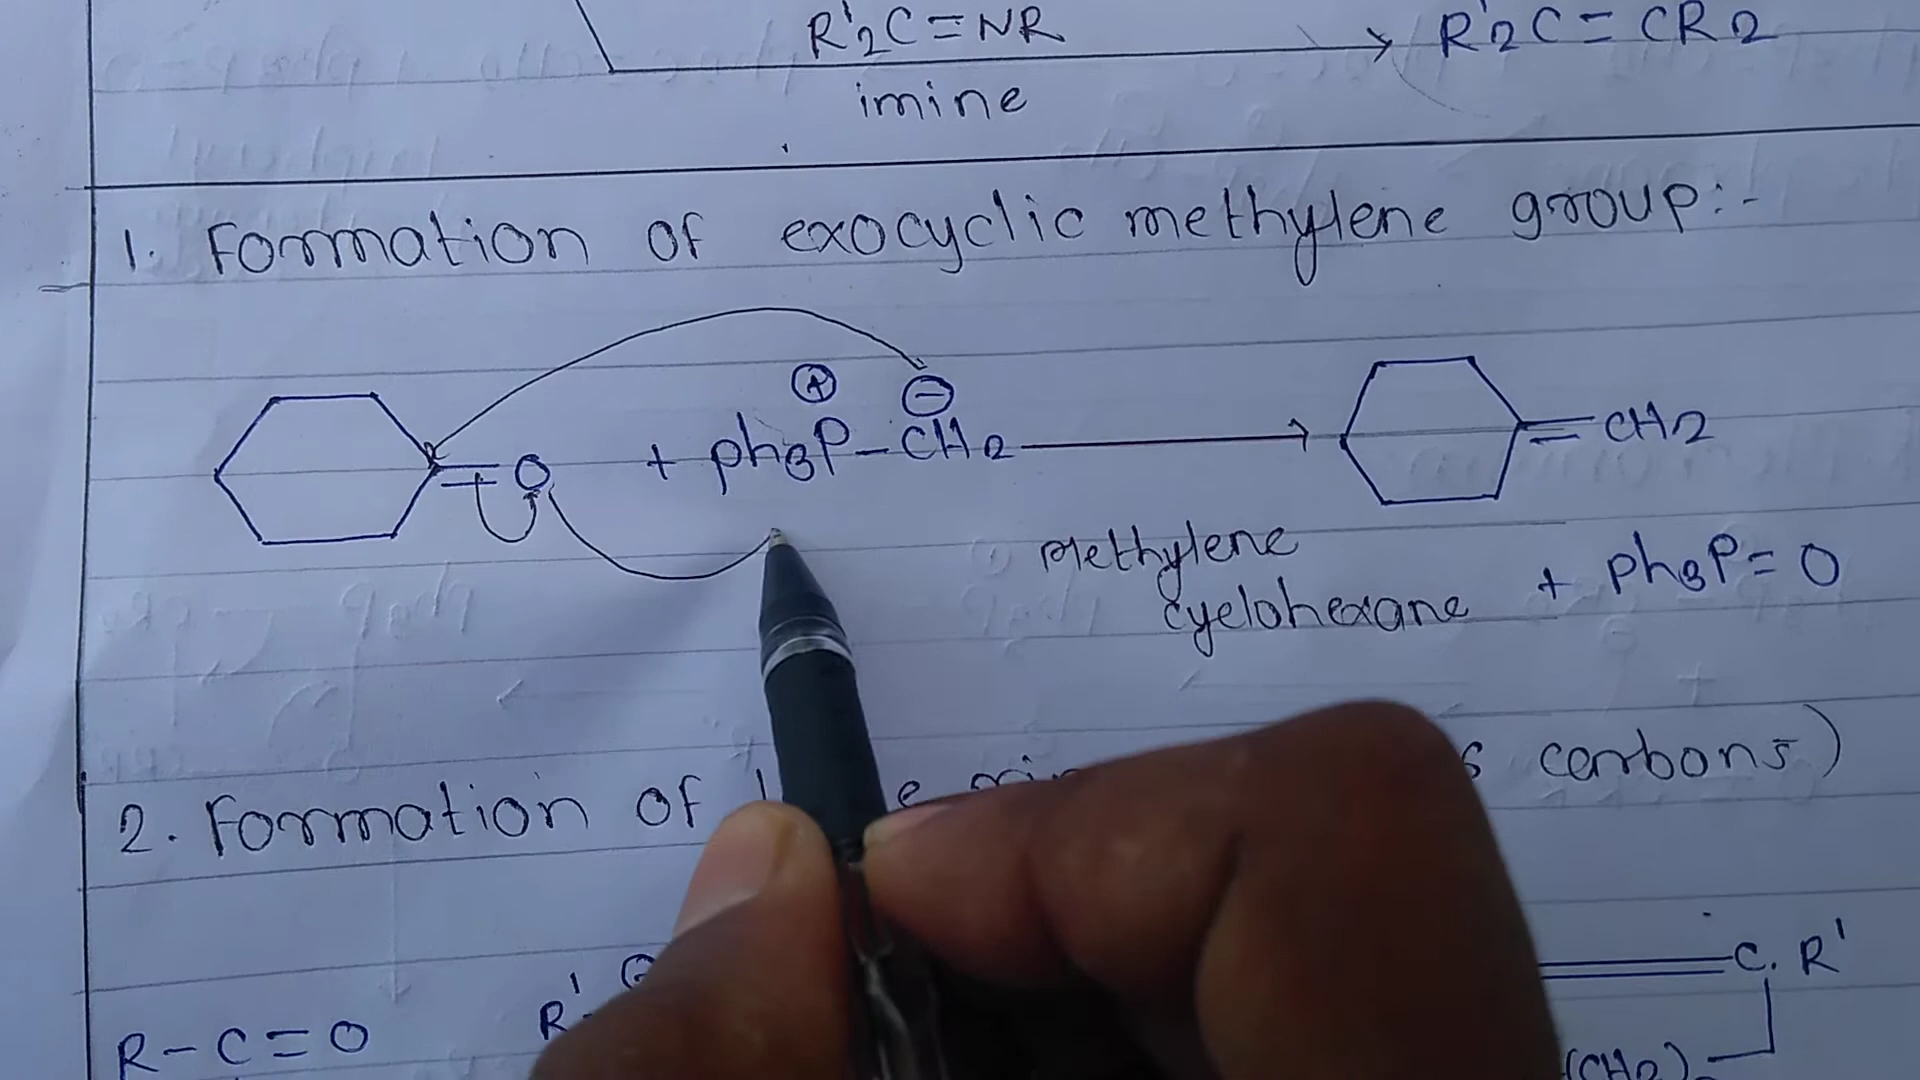 R'2C=NR R'2C=CR2
imine
1. Formation of exocyclic methylene group:-
⊕ ⊖
=O + ph3P-CH2 =CH2
Methylene
cyclohexane + ph3P=O
2. Formation of carbons)
R-C=O R' C. R'
(CH2)